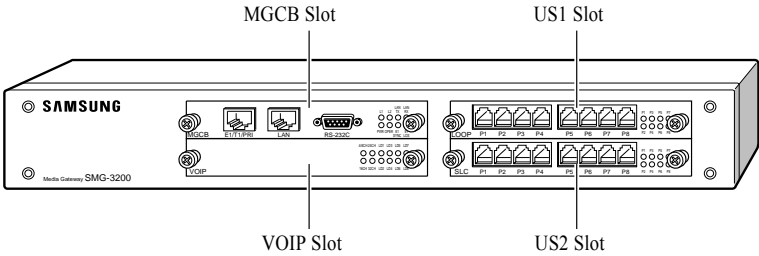 MGCB Slot
US1 Slot
SAMSUNG
MGCB
E1/T1/PRI
LAN
RS-232C
LOOP
P1 P2 P3 P4 P5 P6 P7 P8
VOIP
SLC
P1 P2 P3 P4 P5 P6 P7 P8
Media Gateway SMG-3200
VOIP Slot
US2 Slot